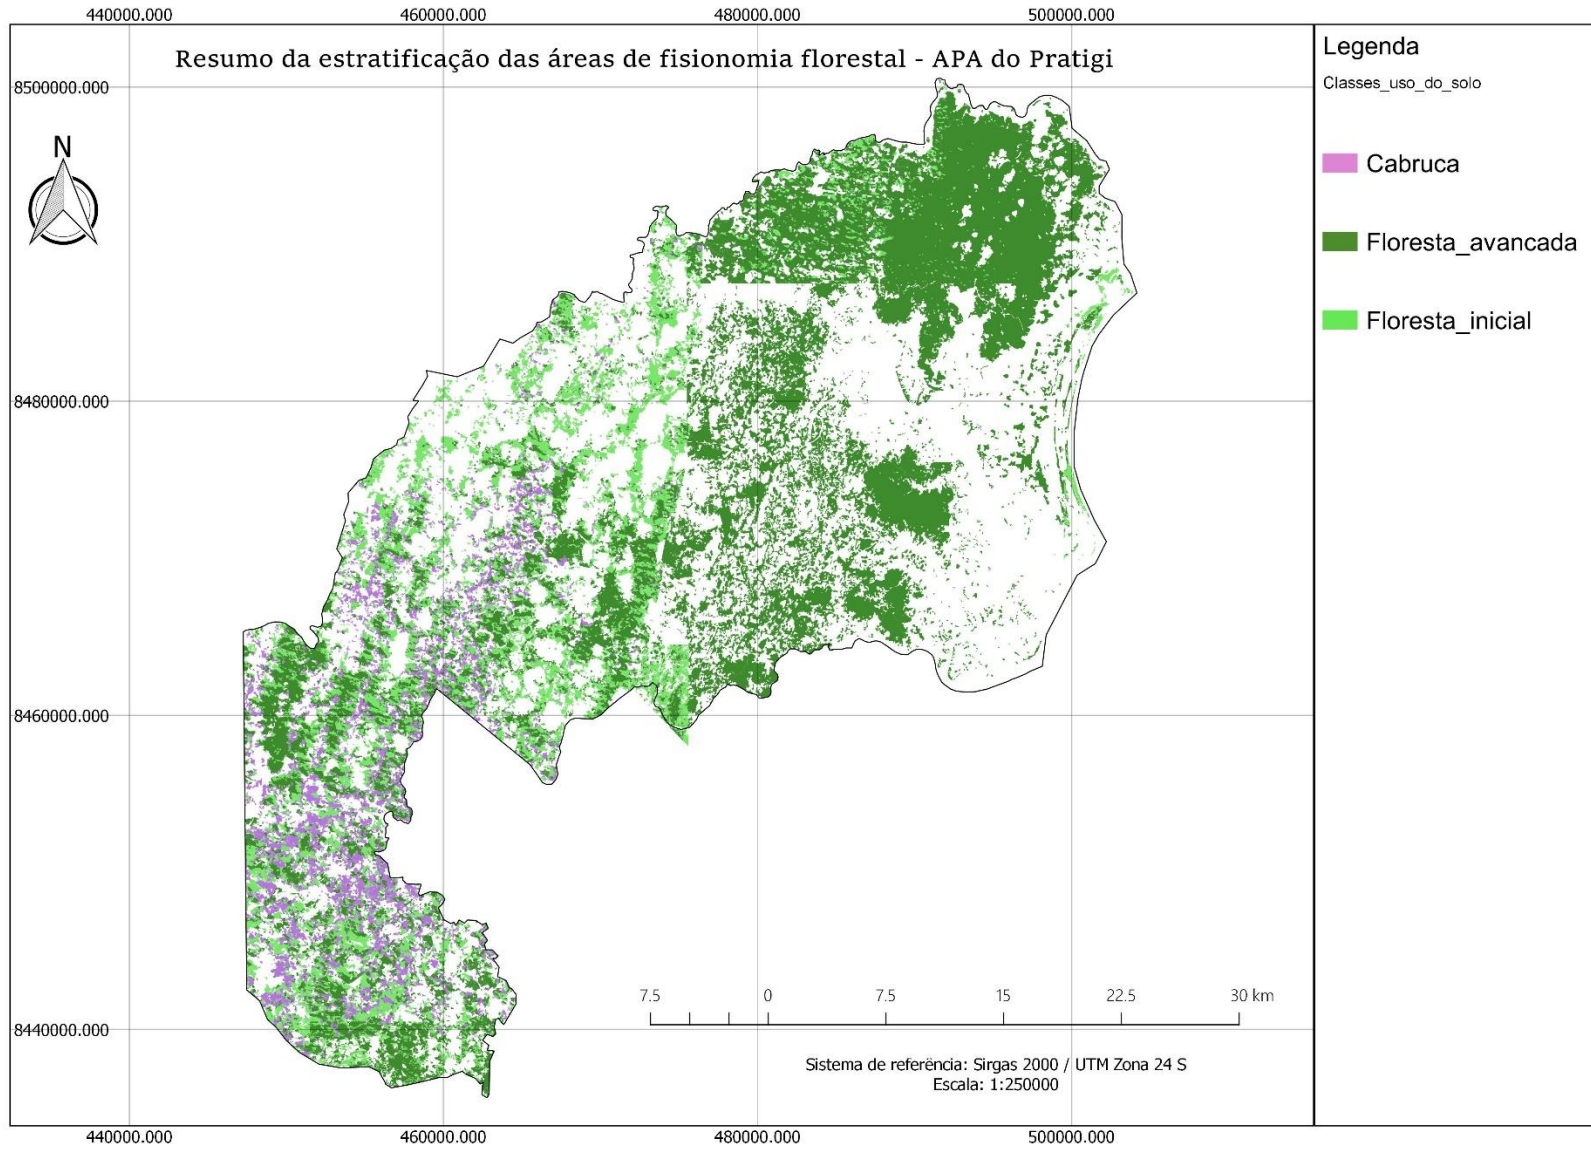 440000.000 460000.000 480000.000 500000.000
Resumo da estratificação das áreas de fisionomia florestal - APA do Pratigi
Legenda
Classes_uso_do_solo
8500000.000
N
Cabruca
Floresta_avancada
Floresta_inicial
8480000.000
8460000.000
7.5 0 7.5 15 22.5 30 km
8440000.000
Sistema de referência: Sirgas 2000 / UTM Zona 24 S
Escala: 1:250000
440000.000 460000.000 480000.000 500000.000